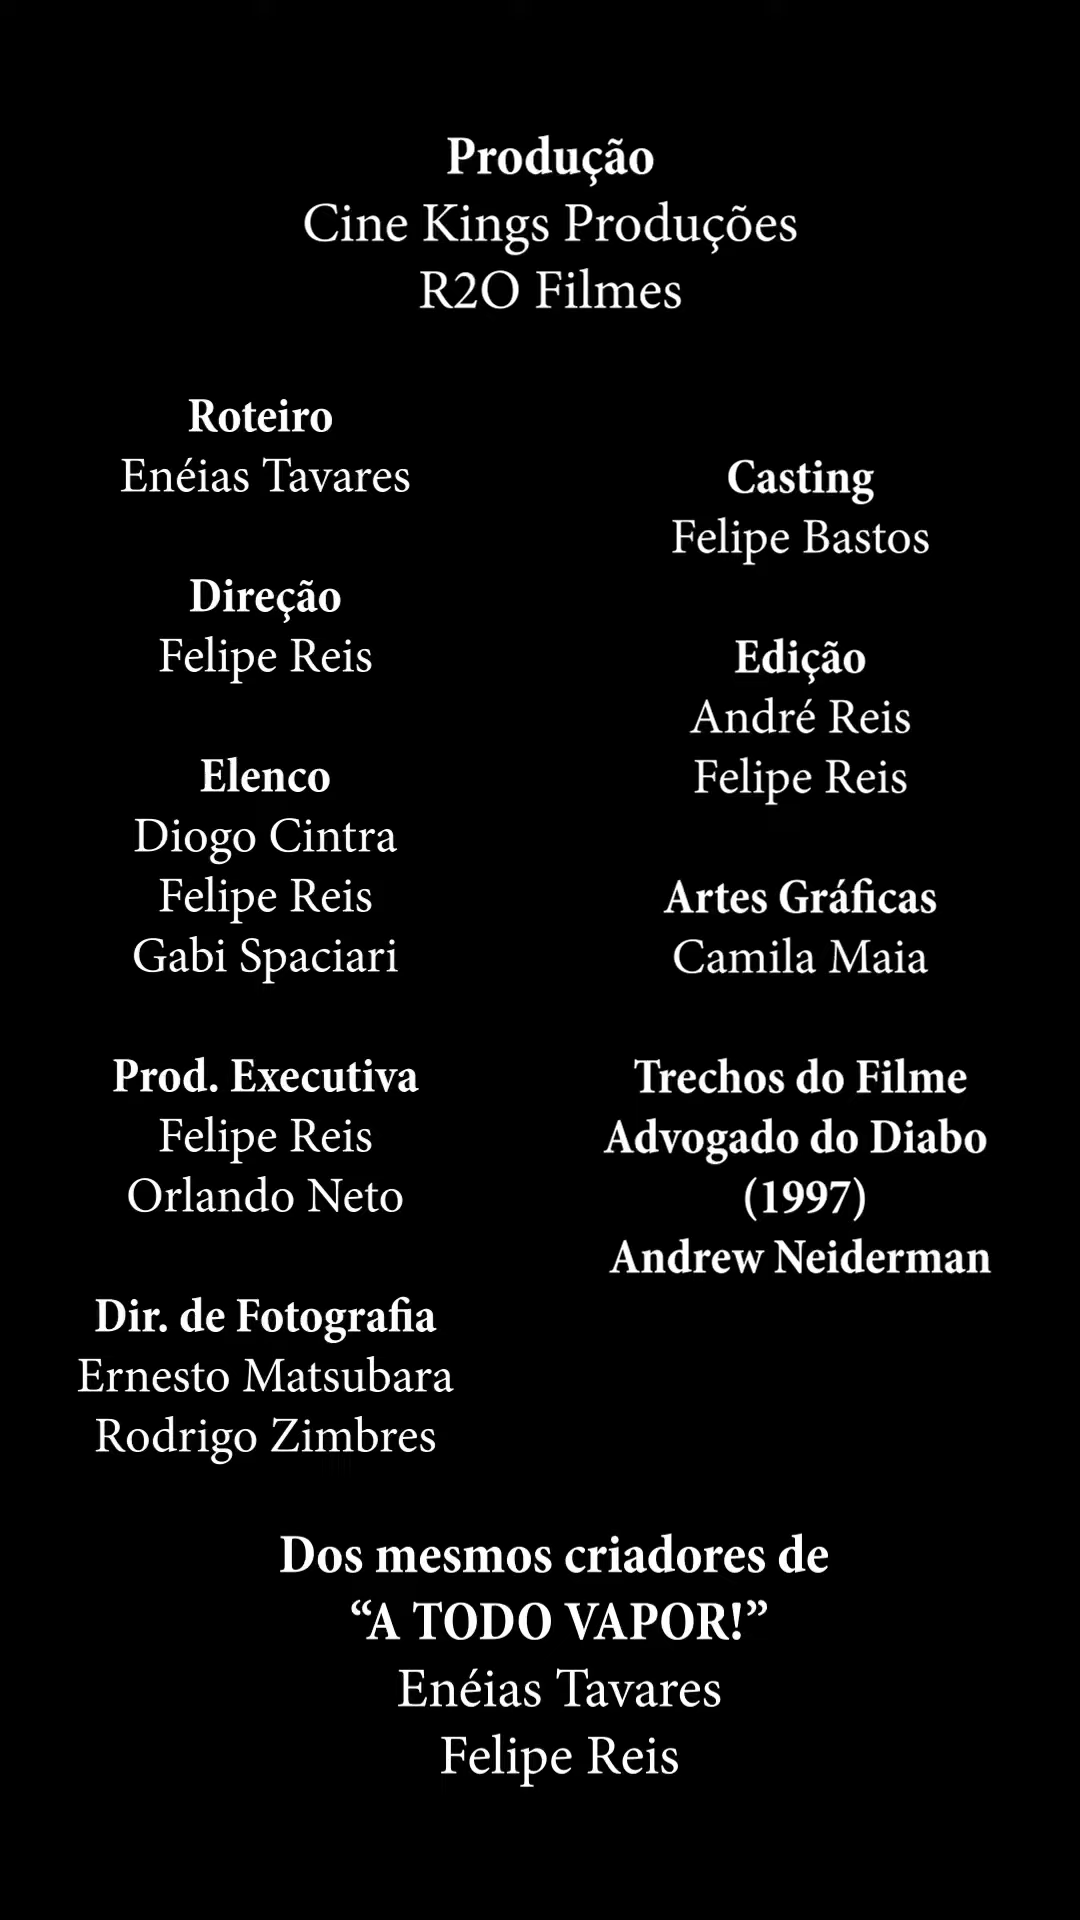 Produção
Cine Kings Produções
R2O Filmes
Roteiro
Enéias Tavares
Direção
Felipe Reis
Elenco
Diogo Cintra
Felipe Reis
Gabi Spaciari
Prod. Executiva
Felipe Reis
Orlando Neto
Dir. de Fotografia
Ernesto Matsubara
Rodrigo Zimbres
Casting
Felipe Bastos
Edição
André Reis
Felipe Reis
Artes Gráficas
Camila Maia
Trechos do Filme
Advogado do Diabo
(1997)
Andrew Neiderman
Dos mesmos criadores de
“A TODO VAPOR!”
Enéias Tavares
Felipe Reis